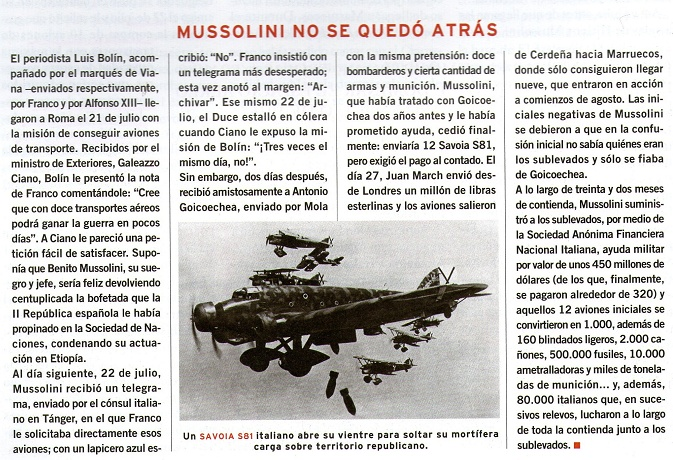 MUSSOLINI NO SE QUEDÓ ATRÁS
El periodista Luis Bolín, acom-
pañado por el marqués de Via-
na –enviados respectivamente,
por Franco y por Alfonso XIII– lle-
garon a Roma el 21 de julio con
la misión de conseguir aviones
de transporte. Recibidos por el
ministro de Exteriores, Galeazzo
Ciano, Bolín le presentó la nota
de Franco comentándole: “Cree
que con doce transportes aéreos
podrá ganar la guerra en pocos
días”. A Ciano le pareció una pe-
tición fácil de satisfacer. Supo-
nía que Benito Mussolini, su sue-
gro y jefe, sería feliz devolviendo
centuplicada la bofetada que la
II República española le había
propinado en la Sociedad de Na-
ciones, condenando su actua-
ción en Etiopía.
Al día siguiente, 22 de julio,
Mussolini recibió un telegra-
ma, enviado por el cónsul italia-
no en Tánger, en el que Franco
le solicitaba directamente esos
aviones; con un lapicero azul es-
cribió: “No”. Franco insistió con
un telegrama más desesperado;
esta vez anotó al margen: “Ar-
chivar”. Ese mismo 22 de ju-
lio, el Duce estalló en cólera
cuando Ciano le expuso la mi-
sión de Bolín: “¡Tres veces el
mismo día, no!”.
Sin embargo, dos días después,
recibió amistosamente a Antonio
Goicoechea, enviado por Mola
con la misma pretensión: doce
bombarderos y cierta cantidad de
armas y munición. Mussolini,
que había tratado con Goicoe-
chea dos años antes y le había
prometido ayuda, cedió final-
mente: enviaría 12 Savoia S81,
pero exigió el pago al contado. El
día 27, Juan March envió des-
de Londres un millón de libras
esterlinas y los aviones salieron
de Cerdeña hacia Marruecos,
donde sólo consiguieron llegar
nueve, que entraron en acción
a comienzos de agosto. Las ini-
ciales negativas de Mussolini
se debieron a que en la confu-
sión inicial no sabía quiénes eran
los sublevados y sólo se fiaba
de Goicoechea.
A lo largo de treinta y dos meses
de contienda, Mussolini suminis-
tró a los sublevados, por medio de
la Sociedad Anónima Financiera
Nacional Italiana, ayuda militar
por valor de unos 450 millones de
dólares (de los que, finalmente,
se pagaron alrededor de 320) y
aquellos 12 aviones iniciales se
convirtieron en 1.000, además de
160 blindados ligeros, 2.000 ca-
ñones, 500.000 fusiles, 10.000
ametralladoras y miles de tonela-
das de munición... y, además,
80.000 italianos que, en suce-
sivos relevos, lucharon a lo largo
de toda la contienda junto a los
sublevados.
Un SAVOIA S81 italiano abre su vientre para soltar su mortífera
carga sobre territorio republicano.